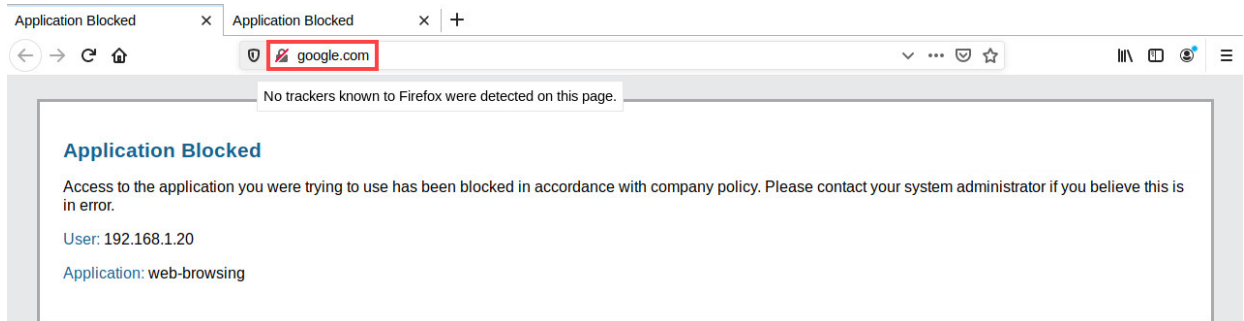 Application Blocked Application Blocked
google.com
No trackers known to Firefox were detected on this page.
Application Blocked
Access to the application you were trying to use has been blocked in accordance with company policy. Please contact your system administrator if you believe this is
in error.
User: 192.168.1.20
Application: web-browsing